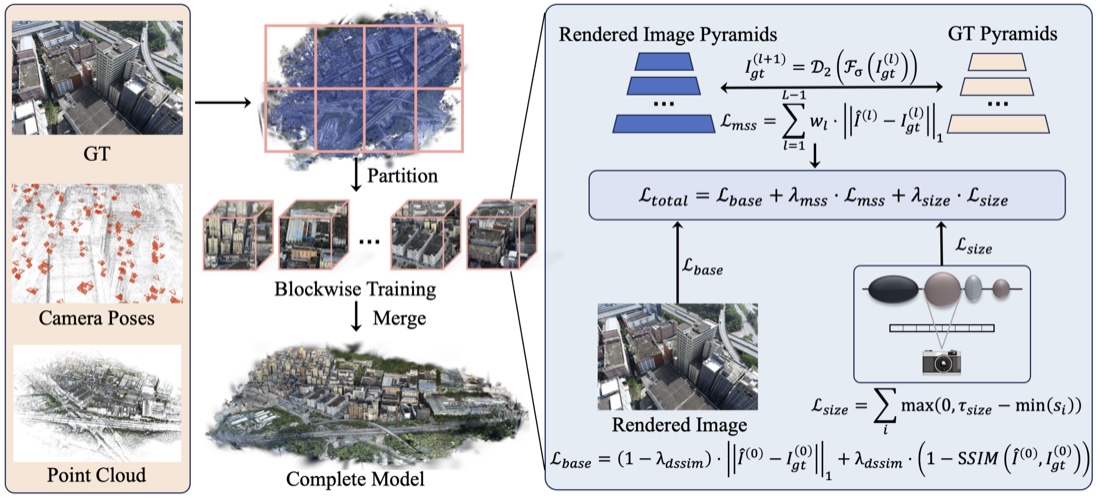 GT
Camera Poses
Point Cloud
Partition
...
Blockwise Training
Merge
Complete Model
Rendered Image Pyramids
GT Pyramids
...
...
I_{gt}^{(l+1)} = 𝒟_2(ℱ_σ(I_{gt}^{(l)}))
ℒ_{mss} = ∑_{l=1}^{L-1} w_l · ||Î^{(l)} − I_{gt}^{(l)}||_1
ℒ_{total} = ℒ_{base} + λ_{mss} · ℒ_{mss} + λ_{size} · ℒ_{size}
ℒ_{base}
ℒ_{size}
Rendered Image
ℒ_{size} = ∑_i max(0, τ_{size} − min(s_i))
ℒ_{base} = (1 − λ_{dssim}) · ||Î^{(0)} − I_{gt}^{(0)}||_1 + λ_{dssim} · (1 − SSIM(Î^{(0)}, I_{gt}^{(0)}))